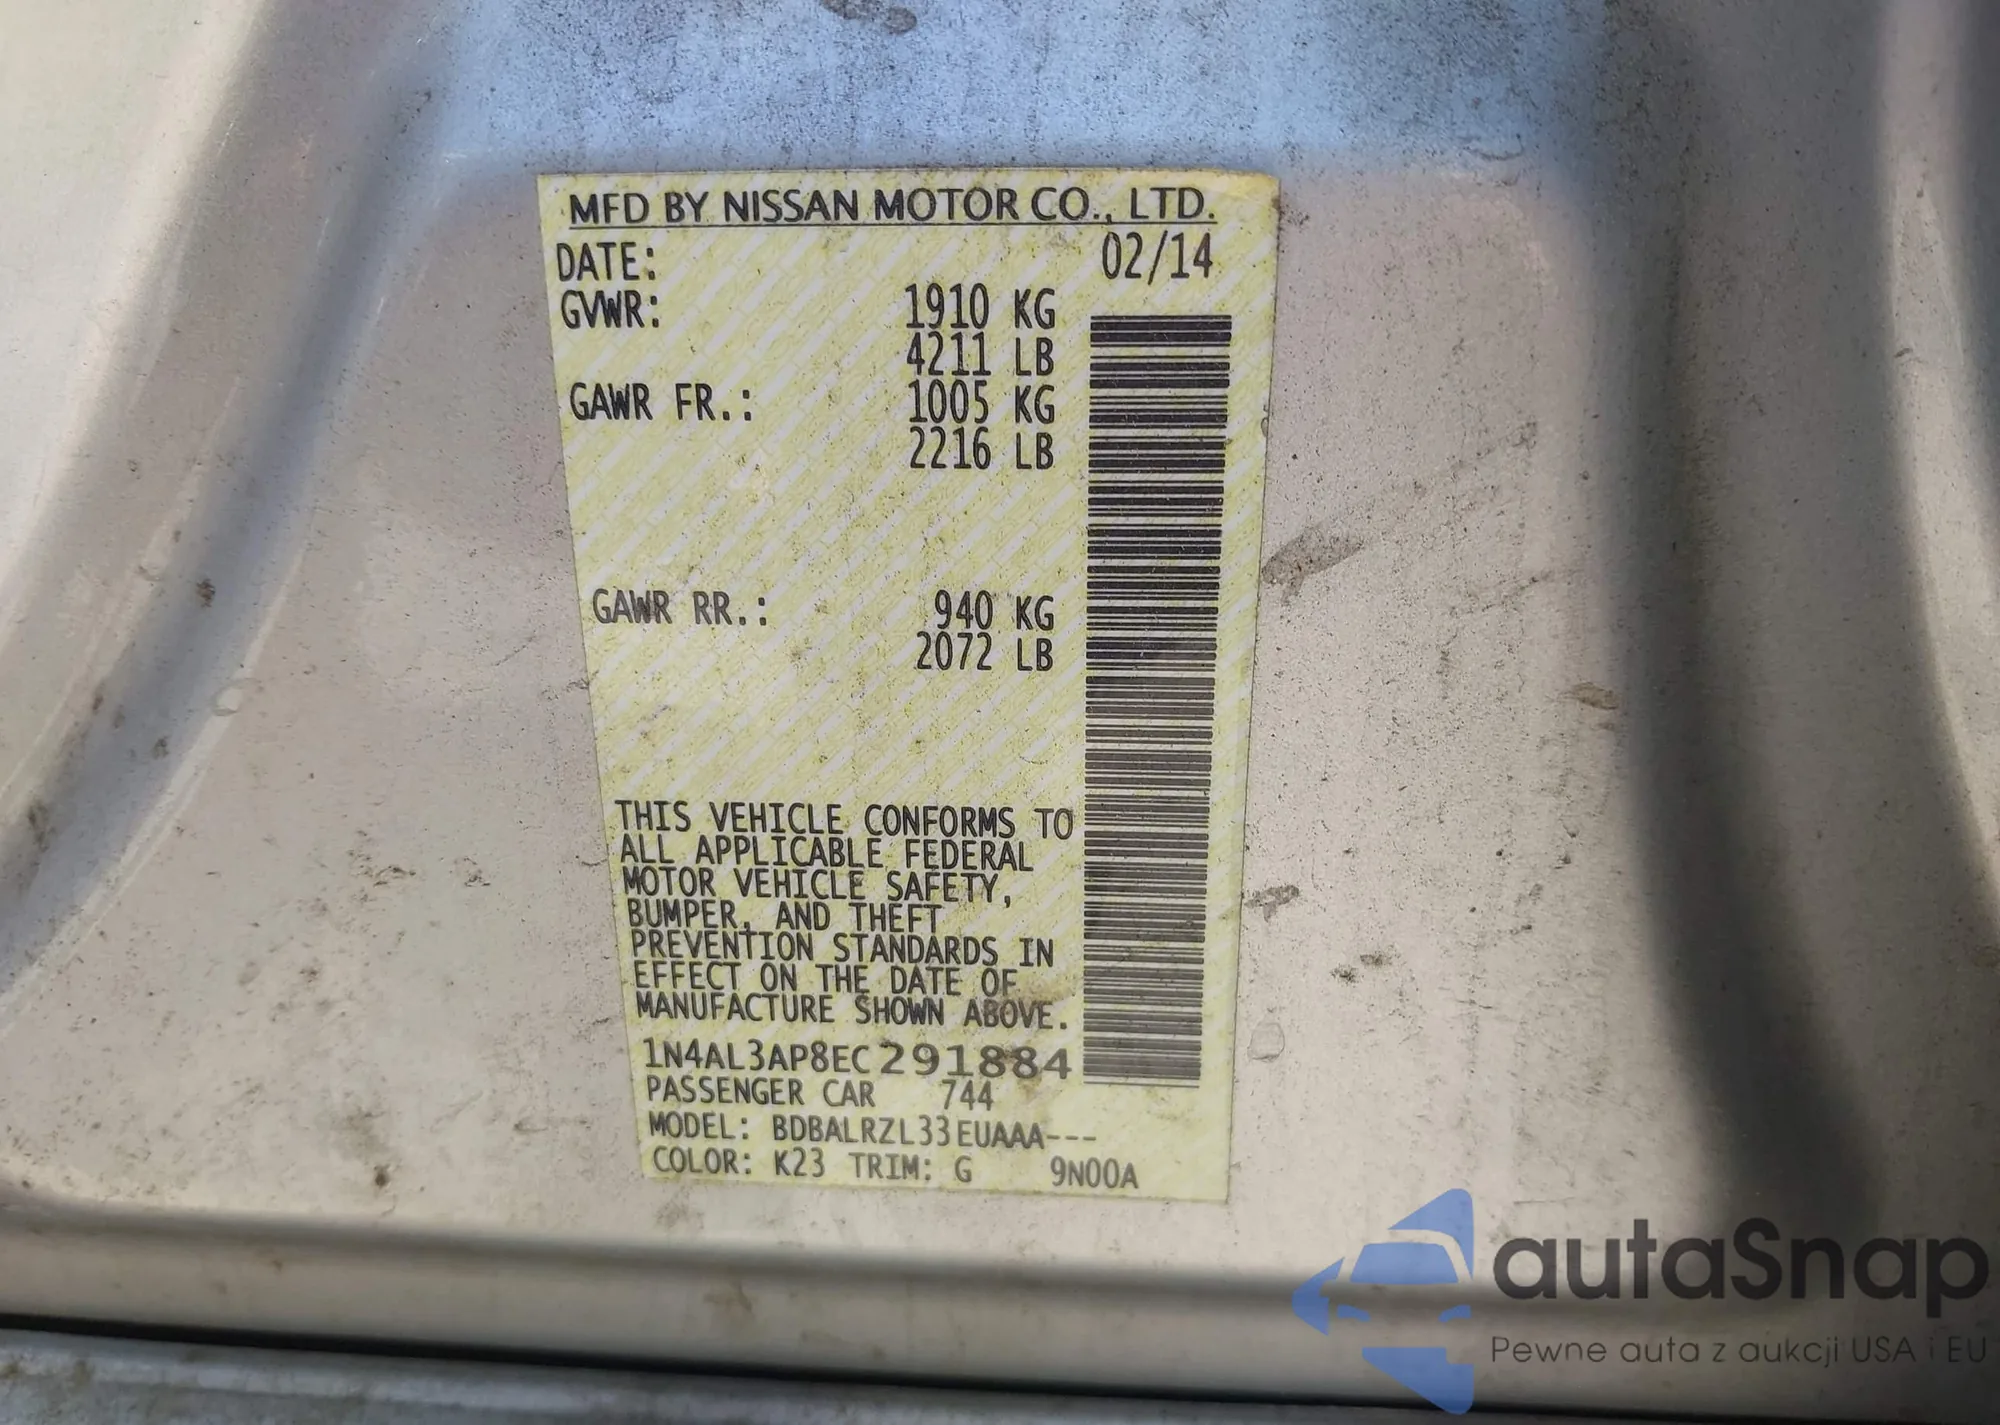 MFD BY NISSAN MOTOR CO., LTD.
DATE: 02/14
GVWR: 1910 KG
4211 LB
GAWR FR.: 1005 KG
2216 LB
GAWR RR.: 940 KG
2072 LB
THIS VEHICLE CONFORMS TO
ALL APPLICABLE FEDERAL
MOTOR VEHICLE SAFETY,
BUMPER, AND THEFT
PREVENTION STANDARDS IN
EFFECT ON THE DATE OF
MANUFACTURE SHOWN ABOVE.
1N4AL3AP8EC291884
PASSENGER CAR 744
MODEL: BDBALRZL33EUAAA---
COLOR: K23 TRIM: G 9N00A
autaSnap
Pewne auta z aukcji USA i EU